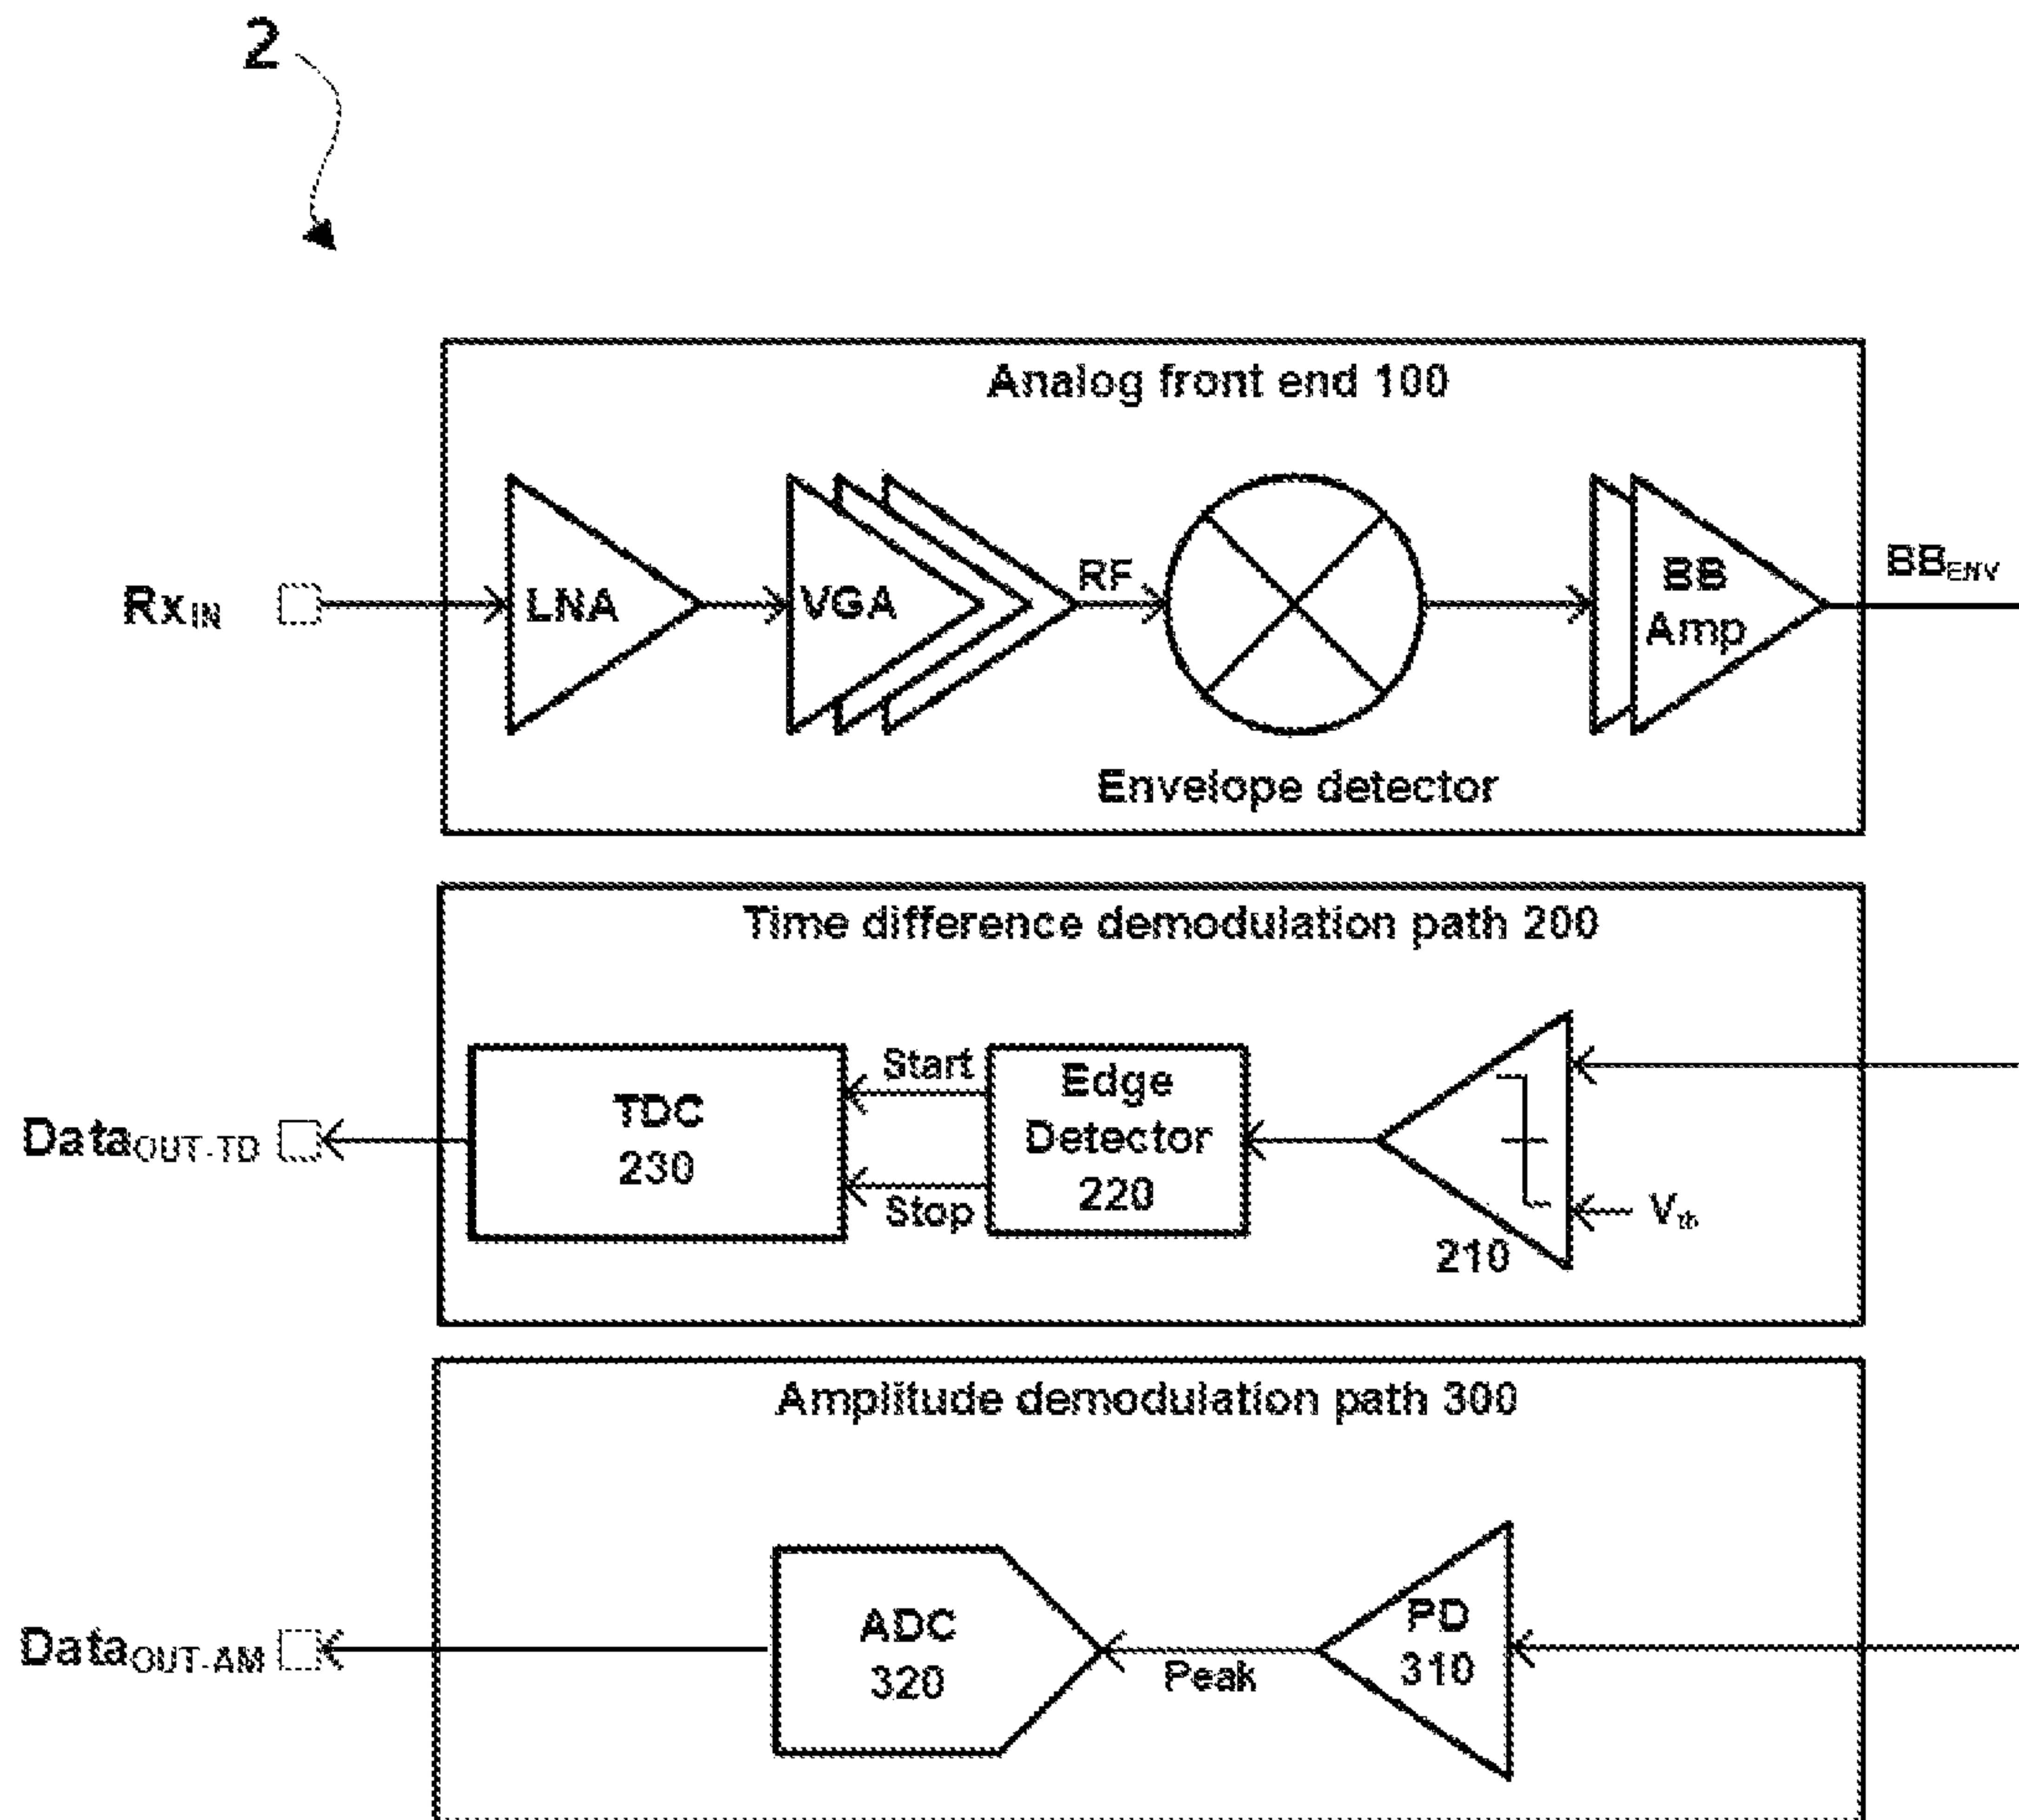 2
Analog front end 100
RxIN
LNA
VGA
RF
BB
Amp
BBENV
Envelope detector
Time difference demodulation path 200
DataOUT-TD
TDC
230
Start
Stop
Edge
Detector
220
210
Vth
Amplitude demodulation path 300
DataOUT-AM
ADC
320
Peak
PD
310